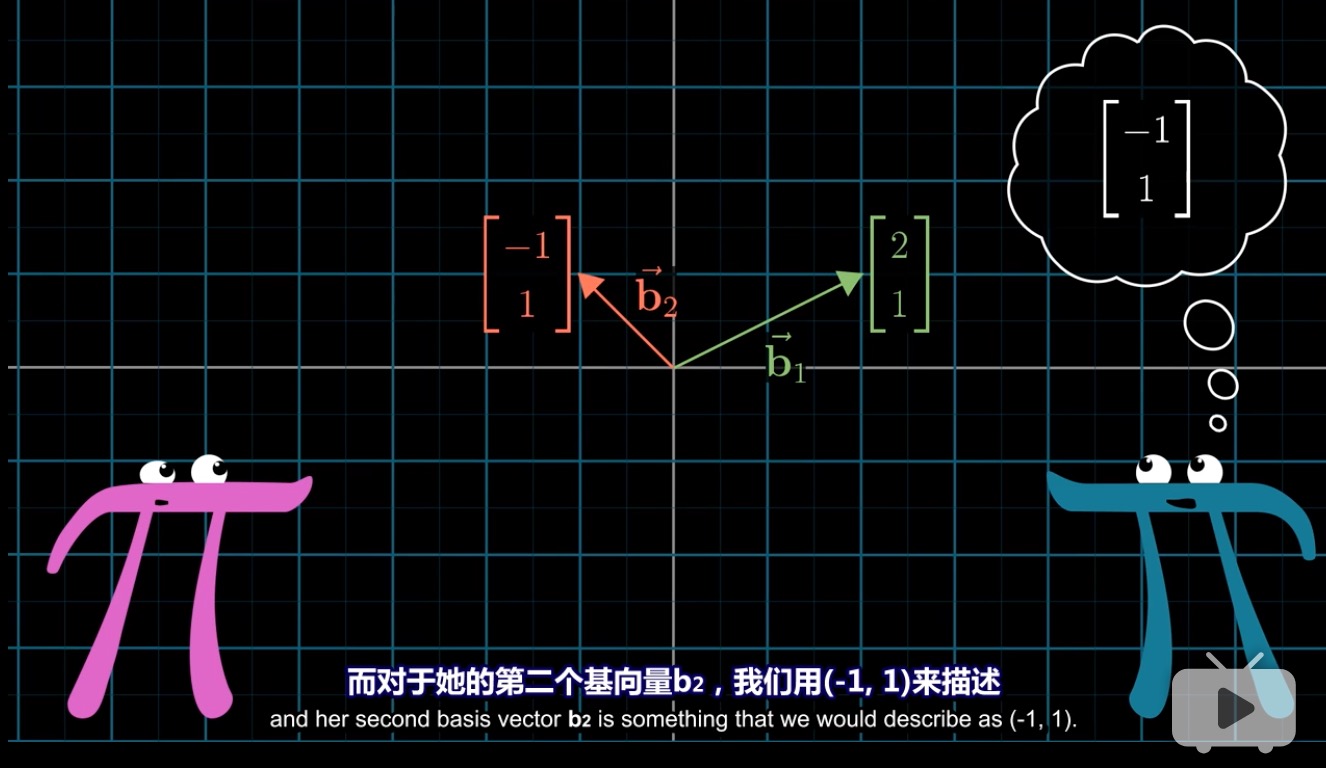 [-1 1]
[-1 1]
b⃗₂
[2 1]
b⃗₁
而对于她的第二个基向量b₂，我们用(-1, 1)来描述
and her second basis vector b₂ is something that we would describe as (-1, 1).